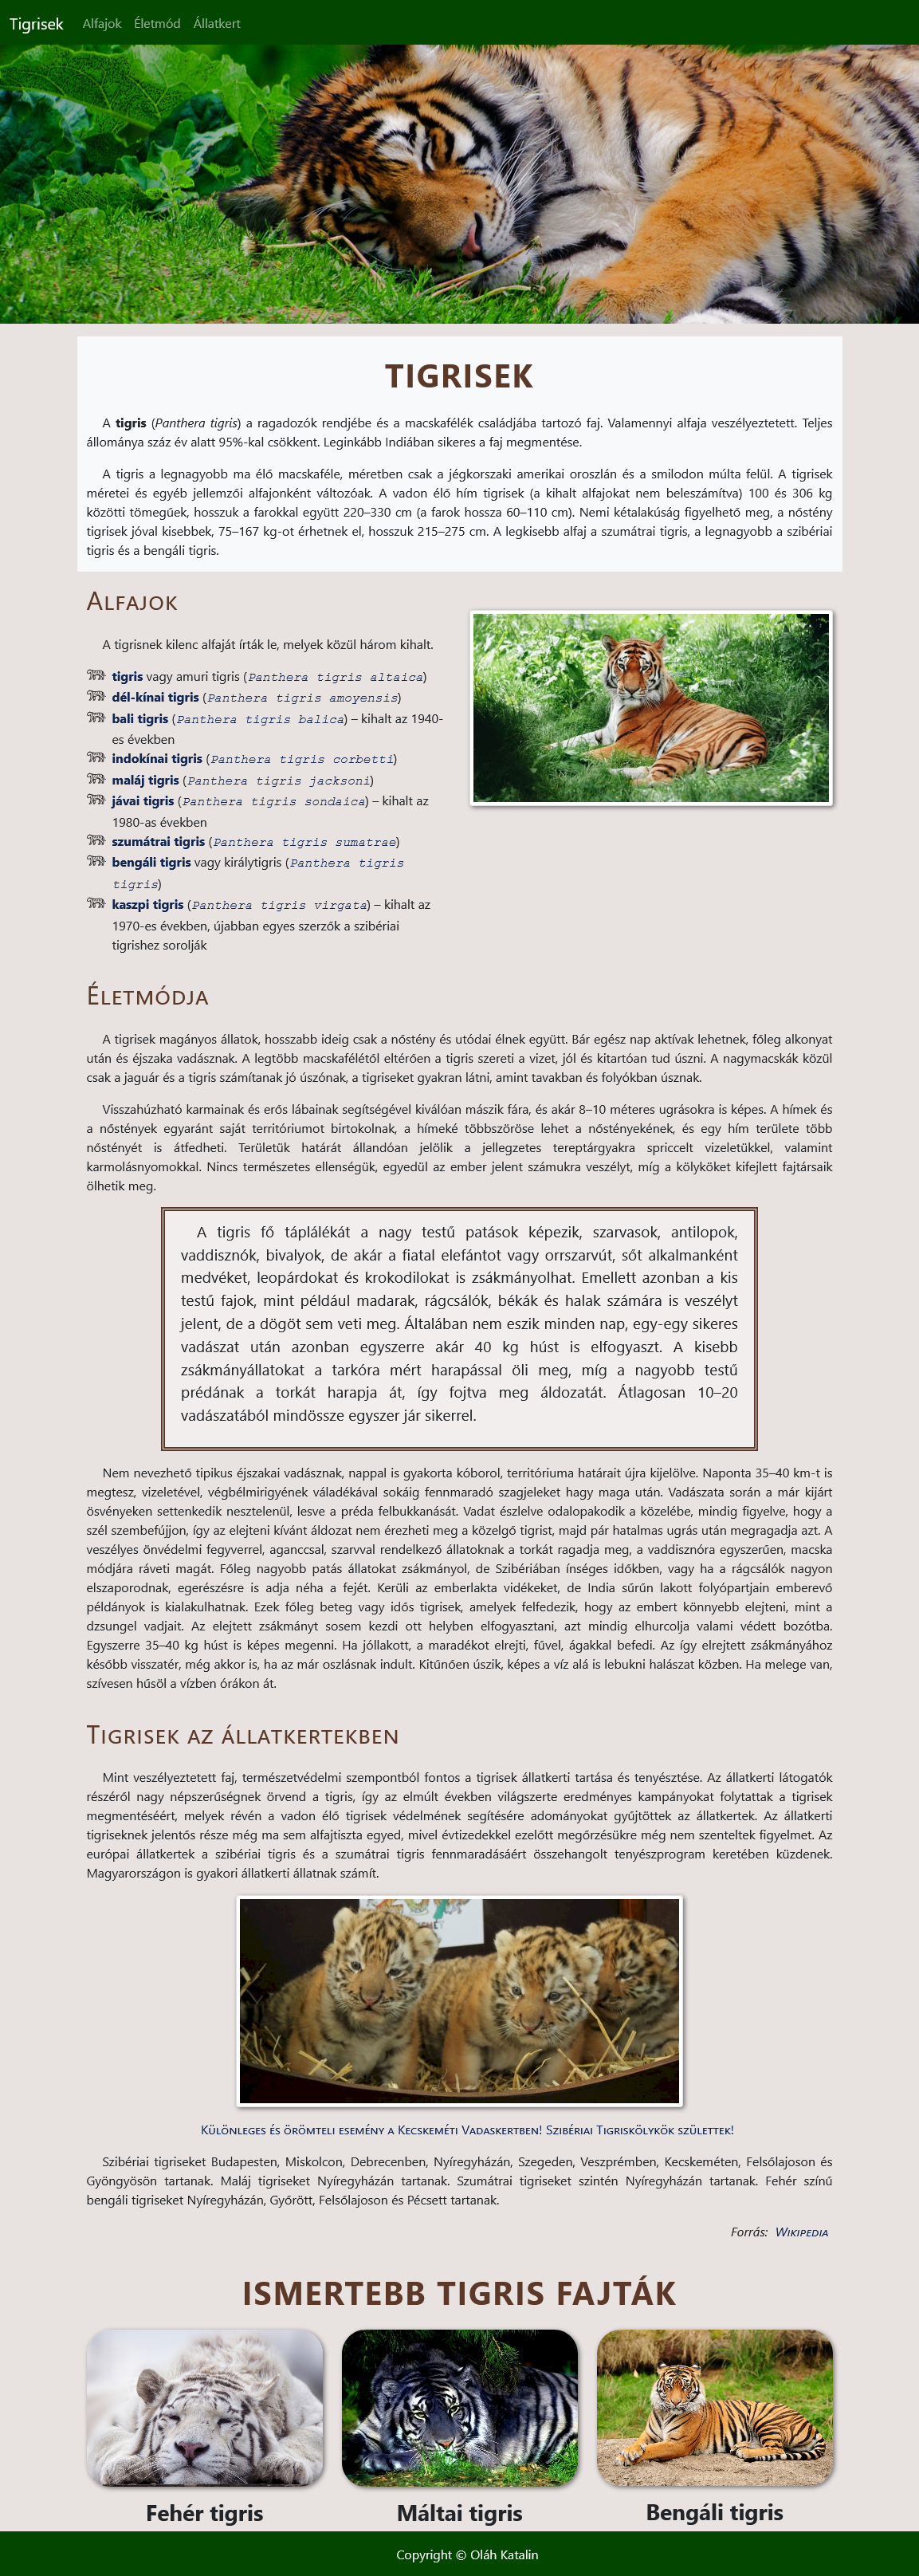 Tigrisek Alfajok Életmód Állatkert
TIGRISEK
A tigris (Panthera tigris) a ragadozók rendjébe és a macskafélék családjába tartozó faj. Valamennyi alfaja veszélyeztetett. Teljes
állománya száz év alatt 95%-kal csökkent. Leginkább Indiában sikeres a faj megmentése.
A tigris a legnagyobb ma élő macskaféle, méretben csak a jégkorszaki amerikai oroszlán és a smilodon múlta felül. A tigrisek
méretei és egyéb jellemzői alfajonként változóak. A vadon élő hím tigrisek (a kihalt alfajokat nem beleszámítva) 100 és 306 kg
közötti tömegűek, hosszuk a farokkal együtt 220–330 cm (a farok hossza 60–110 cm). Nemi kétalakúság figyelhető meg, a nőstény
tigrisek jóval kisebbek, 75–167 kg-ot érhetnek el, hosszuk 215–275 cm. A legkisebb alfaj a szumátrai tigris, a legnagyobb a szibériai
tigris és a bengáli tigris.
Alfajok
A tigrisnek kilenc alfaját írták le, melyek közül három kihalt.
tigris vagy amuri tigris (Panthera tigris altaica)
dél-kínai tigris (Panthera tigris amoyensis)
bali tigris (Panthera tigris balica) – kihalt az 1940-
es években
indokínai tigris (Panthera tigris corbetti)
maláj tigris (Panthera tigris jacksoni)
jávai tigris (Panthera tigris sondaica) – kihalt az
1980-as években
szumátrai tigris (Panthera tigris sumatrae)
bengáli tigris vagy királytigris (Panthera tigris
tigris)
kaszpi tigris (Panthera tigris virgata) – kihalt az
1970-es években, újabban egyes szerzők a szibériai
tigrishez sorolják
Életmódja
A tigrisek magányos állatok, hosszabb ideig csak a nőstény és utódai élnek együtt. Bár egész nap aktívak lehetnek, főleg alkonyat
után és éjszaka vadásznak. A legtöbb macskafélétől eltérően a tigris szereti a vizet, jól és kitartóan tud úszni. A nagymacskák közül
csak a jaguár és a tigris számítanak jó úszónak, a tigriseket gyakran látni, amint tavakban és folyókban úsznak.
Visszahúzható karmainak és erős lábainak segítségével kiválóan mászik fára, és akár 8–10 méteres ugrásokra is képes. A hímek és
a nőstények egyaránt saját territóriumot birtokolnak, a hímeké többszöröse lehet a nőstényekének, és egy hím területe több
nőstényét is átfedheti. Területük határát állandóan jelölik a jellegzetes tereptárgyakra spriccelt vizeletükkel, valamint
karmolásnyomokkal. Nincs természetes ellenségük, egyedül az ember jelent számukra veszélyt, míg a kölyköket kifejlett fajtársaik
ölhetik meg.
A tigris fő táplálékát a nagy testű patások képezik, szarvasok, antilopok,
vaddisznók, bivalyok, de akár a fiatal elefántot vagy orrszarvút, sőt alkalmanként
medvéket, leopárdokat és krokodilokat is zsákmányolhat. Emellett azonban a kis
testű fajok, mint például madarak, rágcsálók, békák és halak számára is veszélyt
jelent, de a dögöt sem veti meg. Általában nem eszik minden nap, egy-egy sikeres
vadászat után azonban egyszerre akár 40 kg húst is elfogyaszt. A kisebb
zsákmányállatokat a tarkóra mért harapással öli meg, míg a nagyobb testű
prédának a torkát harapja át, így fojtva meg áldozatát. Átlagosan 10–20
vadászatából mindössze egyszer jár sikerrel.
Nem nevezhető tipikus éjszakai vadásznak, nappal is gyakorta kóborol, territóriuma határait újra kijelölve. Naponta 35–40 km-t is
megtesz, vizeletével, végbélmirigyének váladékával sokáig fennmaradó szagjeleket hagy maga után. Vadászata során a már kijárt
ösvényeken settenkedik nesztelenül, lesve a préda felbukkanását. Vadat észlelve odalopakodik a közelébe, mindig figyelve, hogy a
szél szembefújjon, így az elejteni kívánt áldozat nem érezheti meg a közelgő tigrist, majd pár hatalmas ugrás után megragadja azt. A
veszélyes önvédelmi fegyverrel, aganccsal, szarvval rendelkező állatoknak a torkát ragadja meg, a vaddisznóra egyszerűen, macska
módjára ráveti magát. Főleg nagyobb patás állatokat zsákmányol, de Szibériában ínséges időkben, vagy ha a rágcsálók nagyon
elszaporodnak, egerészésre is adja néha a fejét. Kerüli az emberlakta vidékeket, de India sűrűn lakott folyópartjain emberevő
példányok is kialakulhatnak. Ezek főleg beteg vagy idős tigrisek, amelyek felfedezik, hogy az embert könnyebb elejteni, mint a
dzsungel vadjait. Az elejtett zsákmányt sosem kezdi ott helyben elfogyasztani, azt mindig elhurcolja valami védett bozótba.
Egyszerre 35–40 kg húst is képes megenni. Ha jóllakott, a maradékot elrejti, fűvel, ágakkal befedi. Az így elrejtett zsákmányához
később visszatér, még akkor is, ha az már oszlásnak indult. Kitűnően úszik, képes a víz alá is lebukni halászat közben. Ha melege van,
szívesen hűsöl a vízben órákon át.
Tigrisek az állatkertekben
Mint veszélyeztetett faj, természetvédelmi szempontból fontos a tigrisek állatkerti tartása és tenyésztése. Az állatkerti látogatók
részéről nagy népszerűségnek örvend a tigris, így az elmúlt években világszerte eredményes kampányokat folytattak a tigrisek
megmentéséért, melyek révén a vadon élő tigrisek védelmének segítésére adományokat gyűjtöttek az állatkertek. Az állatkerti
tigriseknek jelentős része még ma sem alfajtiszta egyed, mivel évtizedekkel ezelőtt megőrzésükre még nem szenteltek figyelmet. Az
európai állatkertek a szibériai tigris és a szumátrai tigris fennmaradásáért összehangolt tenyészprogram keretében küzdenek.
Magyarországon is gyakori állatkerti állatnak számít.
Különleges és örömteli esemény a Kecskeméti Vadaskertben! Szibériai Tigriskölykök születtek!
Szibériai tigriseket Budapesten, Miskolcon, Debrecenben, Nyíregyházán, Szegeden, Veszprémben, Kecskeméten, Felsőlajoson és
Gyöngyösön tartanak. Maláj tigriseket Nyíregyházán tartanak. Szumátrai tigriseket szintén Nyíregyházán tartanak. Fehér színű
bengáli tigriseket Nyíregyházán, Győrött, Felsőlajoson és Pécsett tartanak.
Forrás: Wikipedia
ISMERTEBB TIGRIS FAJTÁK
Fehér tigris Máltai tigris Bengáli tigris
Copyright © Oláh Katalin